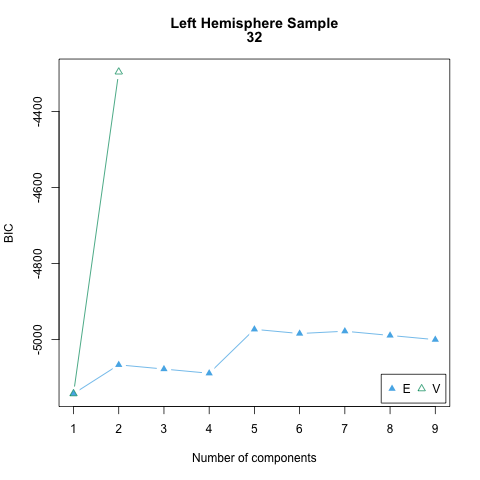 Left Hemisphere Sample
32
BIC
-4400
-4600
-4800
-5000
1 2 3 4 5 6 7 8 9
Number of components
E V